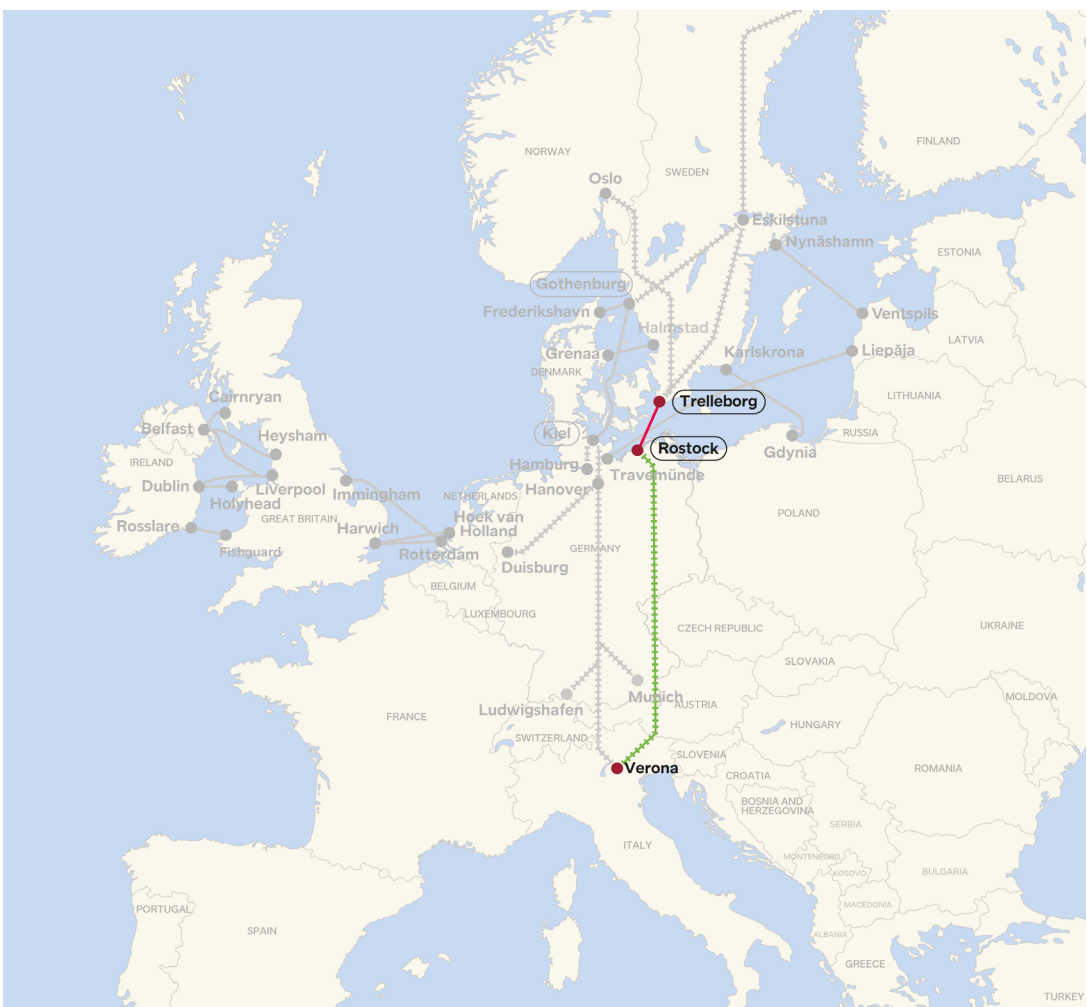 FINLAND
NORWAY
SWEDEN
Oslo
Eskilstuna
Nynäshamn
ESTONIA
Gothenburg
Frederikshavn
Ventspils
Halmstad
LATVIA
Grenaa
Karlskrona
Liepäja
DENMARK
LITHUANIA
Cairnryan
Trelleborg
Belfast
Heysham
Kiel
RUSSIA
Rostock
Gdynia
IRELAND
Hamburg
Travemünde
BELARUS
Dublin
Liverpool
Immingham
Hanover
NETHERLANDS
Holyhead
POLAND
GREAT BRITAIN
Hoek van
Holland
Rosslare
Harwich
Fishguard
Rotterdam
GERMANY
Duisburg
BELGIUM
LUXEMBOURG
CZECH REPUBLIC
UKRAINE
SLOVAKIA
Munich
MOLDOVA
AUSTRIA
Ludwigshafen
FRANCE
HUNGARY
SWITZERLAND
SLOVENIA
Verona
CROATIA
ROMANIA
BOSNIA AND
HERZEGOVINA
SERBIA
ITALY
MONTENEGRO
KOSOVO
BULGARIA
MACEDONIA
PORTUGAL
SPAIN
ALBANIA
GREECE
TURKEY